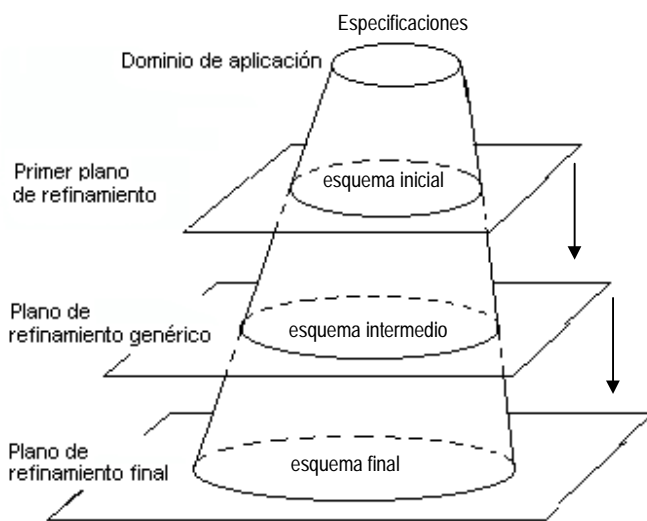 Especificaciones
Dominio de aplicación
Primer plano
de refinamiento
esquema inicial
Plano de
refinamiento genérico
esquema intermedio
Plano de
refinamiento final
esquema final